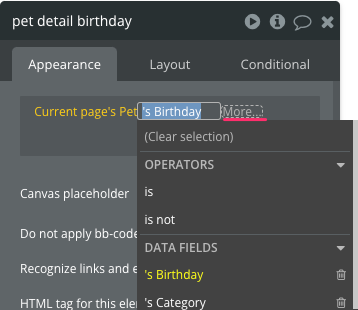 pet detail birthday
Appearance Layout Conditional
Current page's Pet's Birthday More...
(Clear selection)
OPERATORS
is
Canvas placeholder
is not
Do not apply bb-code
DATA FIELDS
Recognize links and e
's Birthday
HTML tag for this ele
's Category